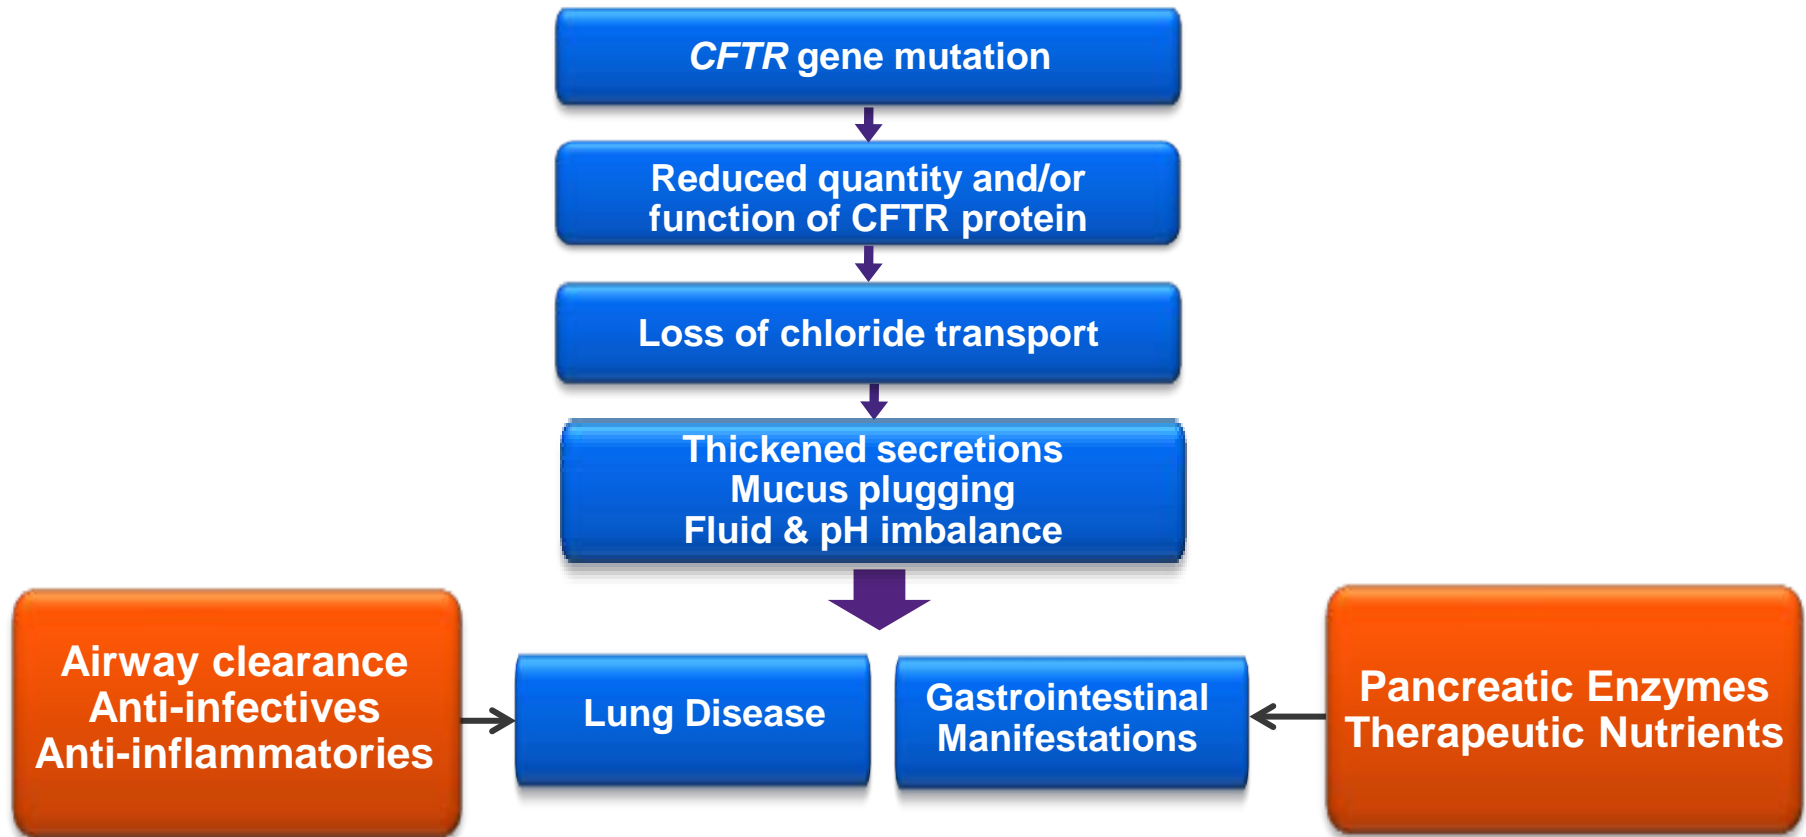 CFTR gene mutation
Reduced quantity and/or
function of CFTR protein
Loss of chloride transport
Thickened secretions
Mucus plugging
Fluid & pH imbalance
Airway clearance
Anti-infectives
Anti-inflammatories
Lung Disease
Gastrointestinal
Manifestations
Pancreatic Enzymes
Therapeutic Nutrients